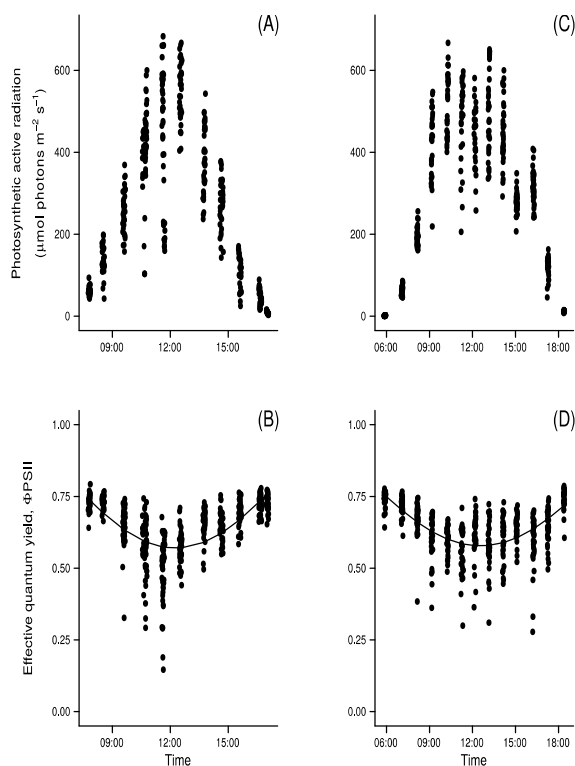 (A)
(C)
Photosynthetic active radiation
(μmol photons m⁻² s⁻¹)
600
400
200
0
09:00 12:00 15:00
600
400
200
0
06:00 09:00 12:00 15:00 18:00
(B)
(D)
Effective quantum yield, ΦPSII
1.00
0.75
0.50
0.25
0.00
09:00 12:00 15:00
Time
1.00
0.75
0.50
0.25
0.00
06:00 09:00 12:00 15:00 18:00
Time